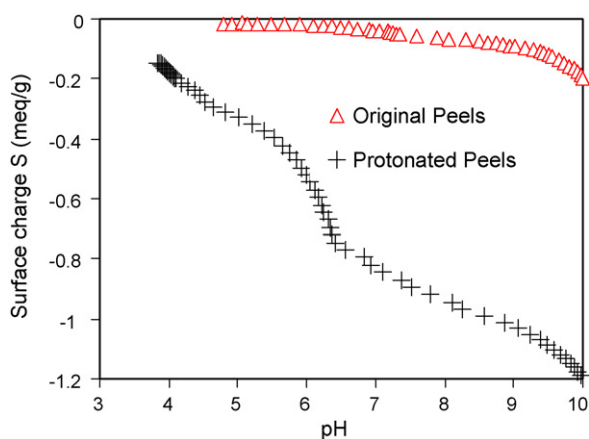 0
-0.2
-0.4
-0.6
-0.8
-1
-1.2
Surface charge S (meq/g)
Original Peels
Protonated Peels
3 4 5 6 7 8 9 10
pH